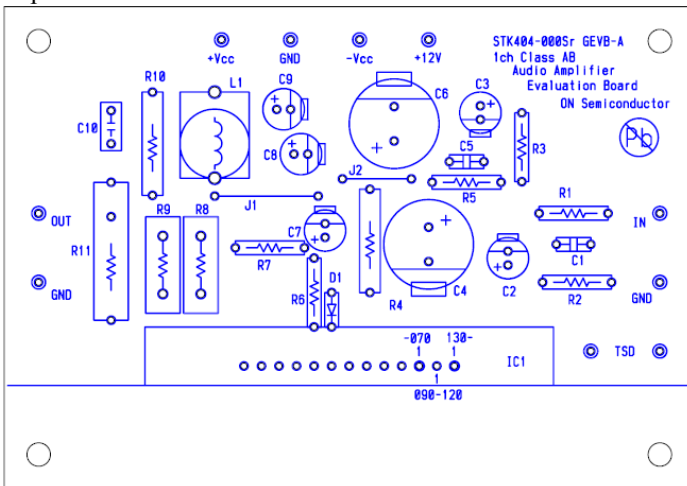 +Vcc GND -Vcc +12V
STK404-000Sr GEVB-A
1ch Class AB
Audio Amplifier
Evaluation Board
ON Semiconductor
Pb
R10 L1 C9 C6 C3
C10 C8 C5 R3
J2 R5
J1 R1
OUT R11 R9 R8 C7 IN
R7 C1
GND R6 D1 R4 C4 C2 R2 GND
-070 130-
1 1
IC1 TSD
1
090-120